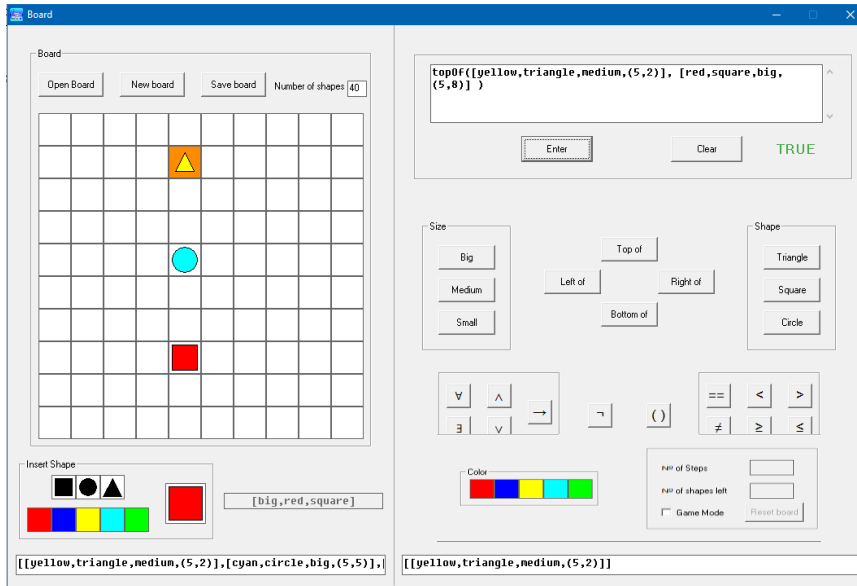 Board
Board
Open Board
New board
Save board
Number of shapes 40
topOf([yellow,triangle,medium,(5,2)], [red,square,big,
(5,8)] )
Enter
Clear
TRUE
Size
Big
Medium
Small
Top of
Left of
Right of
Bottom of
Shape
Triangle
Square
Circle
∀ ∧ → ¬ () == < >
∃ ∨ ≠ ≥ ≤
Insert Shape
[big,red,square]
Color
Nº of Steps
Nº of shapes left
Game Mode
Reset board
[[yellow,triangle,medium,(5,2)],[cyan,circle,big,(5,5)],
[[yellow,triangle,medium,(5,2)]]